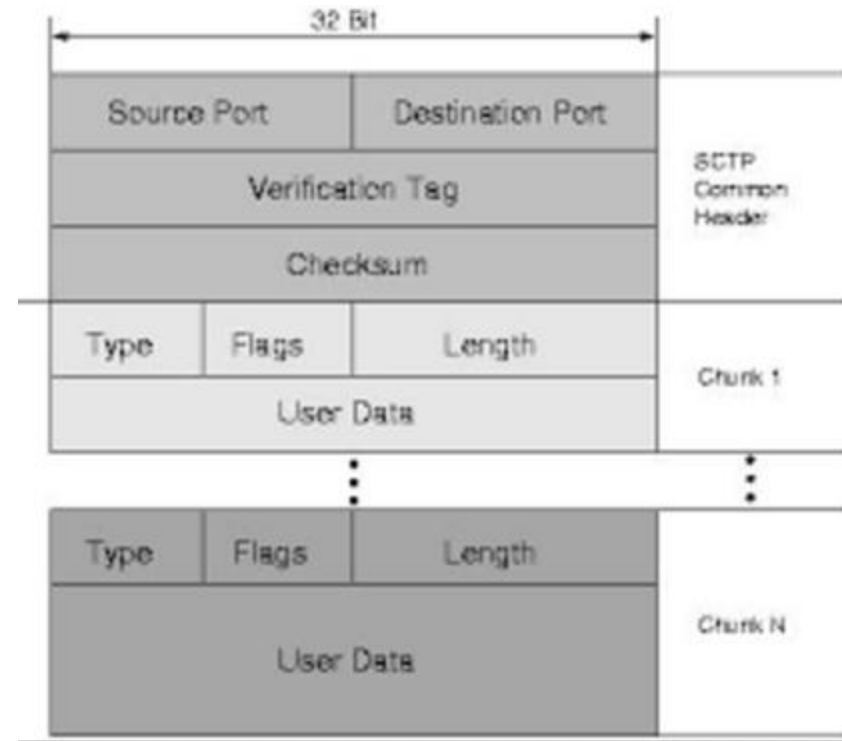 32 Bit
Source Port
Destination Port
Verification Tag
SCTP
Common
Header
Checksum
Type
Flags
Length
User Data
Chunk 1
Type
Flags
Length
User Data
Chunk N